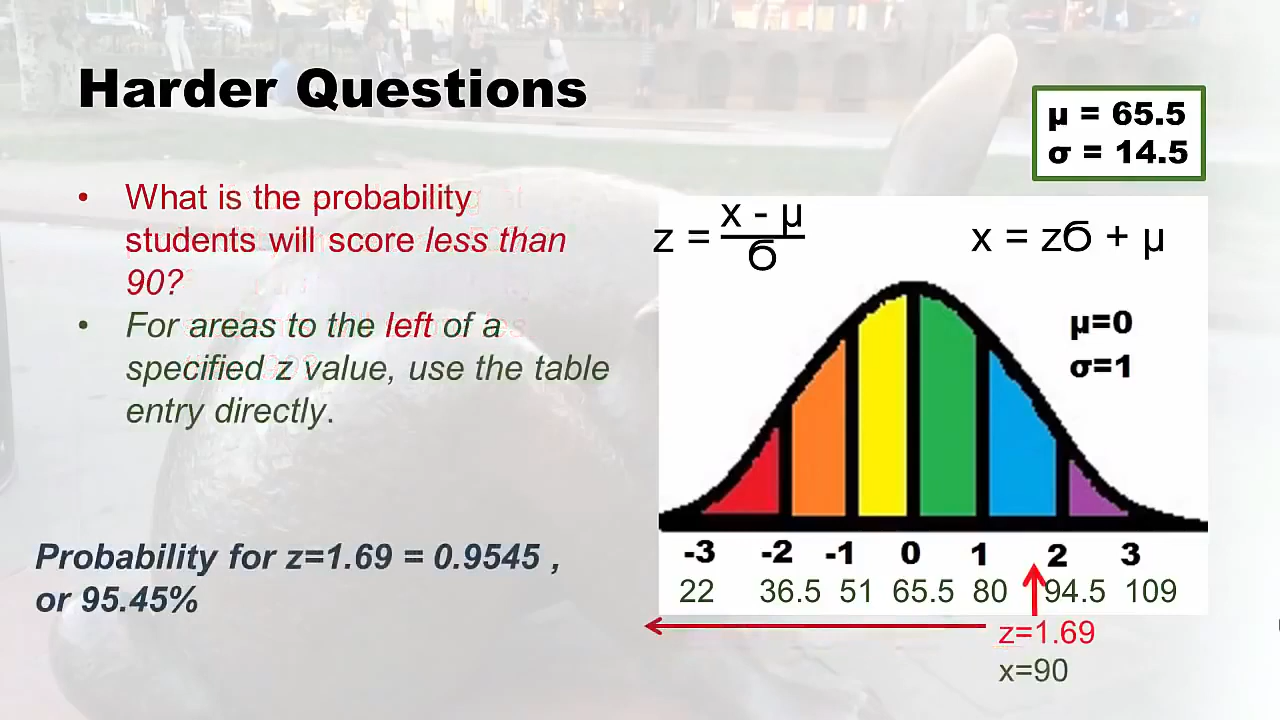 Harder Questions
μ = 65.5
σ = 14.5
• What is the probability
students will score less than
90?
• For areas to the left of a
specified z value, use the table
entry directly.
Probability for z=1.69 = 0.9545 ,
or 95.45%
x - μ
z =
б
x = zб + μ
μ=0
σ=1
-3 -2 -1 0 1 2 3
22 36.5 51 65.5 80 94.5 109
z=1.69
x=90